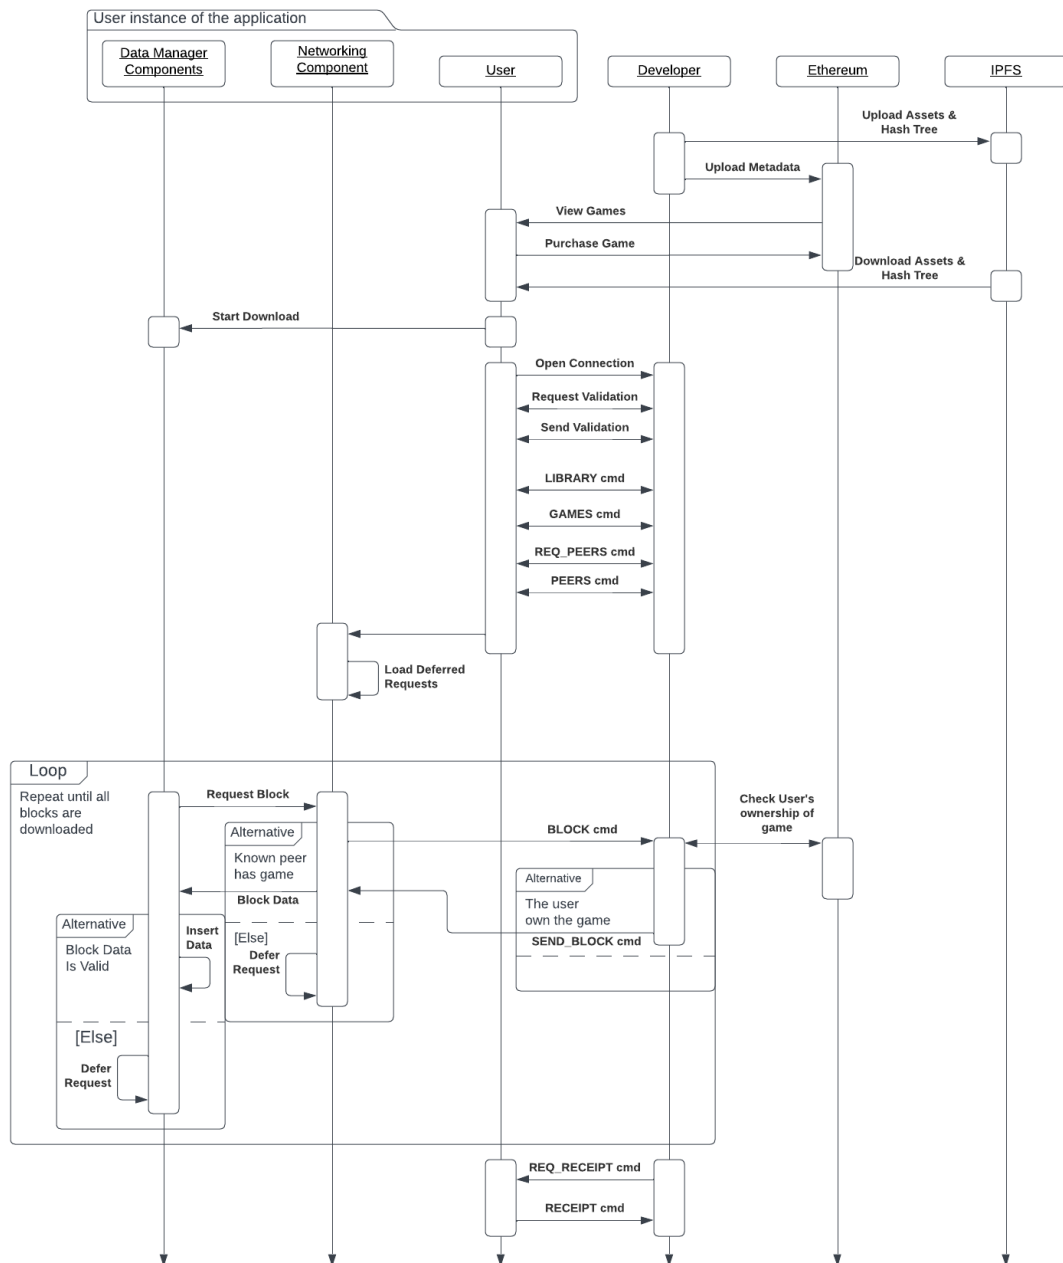 User instance of the application
Data Manager
Components
Networking
Component
User
Developer
Ethereum
IPFS
Upload Assets &
Hash Tree
Upload Metadata
View Games
Purchase Game
Download Assets &
Hash Tree
Start Download
Open Connection
Request Validation
Send Validation
LIBRARY cmd
GAMES cmd
REQ_PEERS cmd
PEERS cmd
Load Deferred
Requests
Loop
Repeat until all
blocks are
downloaded
Request Block
Check User's
ownership of
game
Alternative
Known peer
has game
BLOCK cmd
Block Data
Alternative
The user
own the game
SEND_BLOCK cmd
Alternative
Block Data
Is Valid
Insert
Data
[Else]
Defer
Request
[Else]
Defer
Request
REQ_RECEIPT cmd
RECEIPT cmd